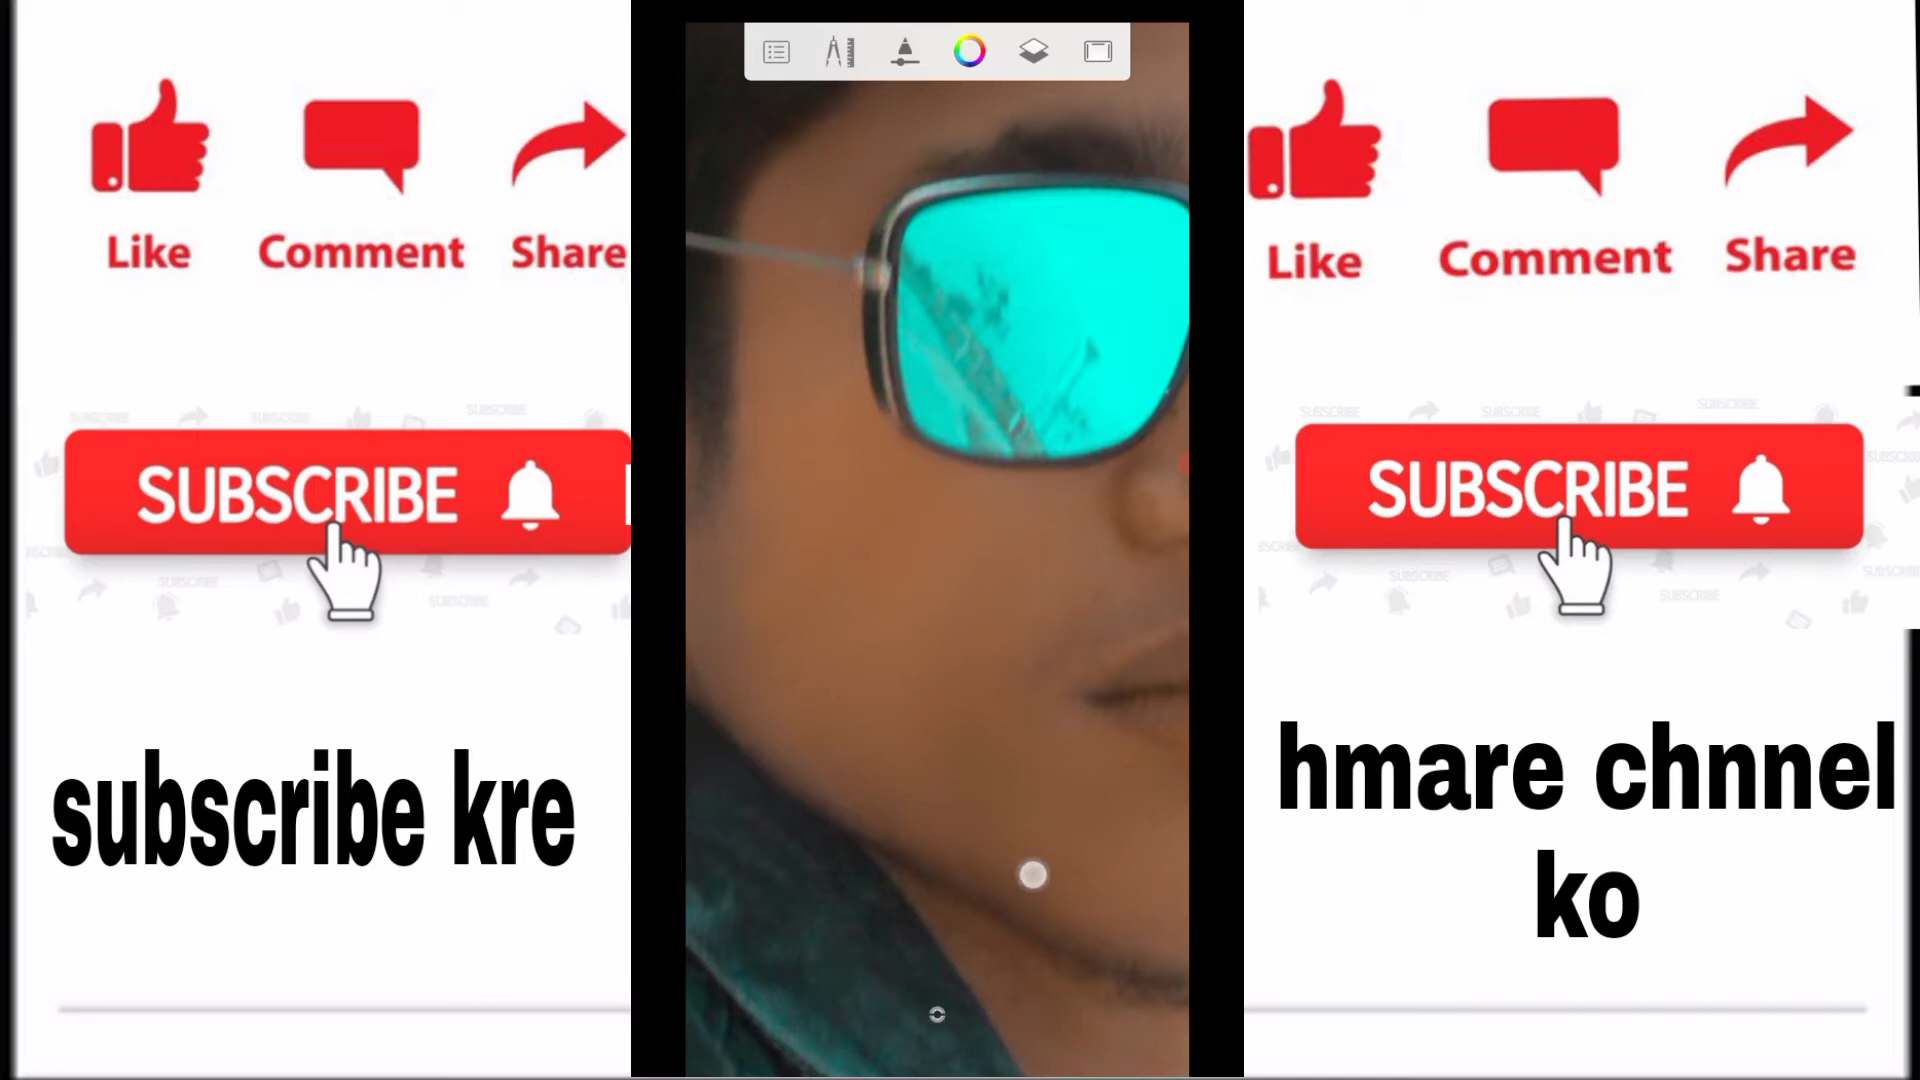 Like Comment Share
SUBSCRIBE
subscribe kre
Like Comment Share
SUBSCRIBE
hmare chnnel
ko